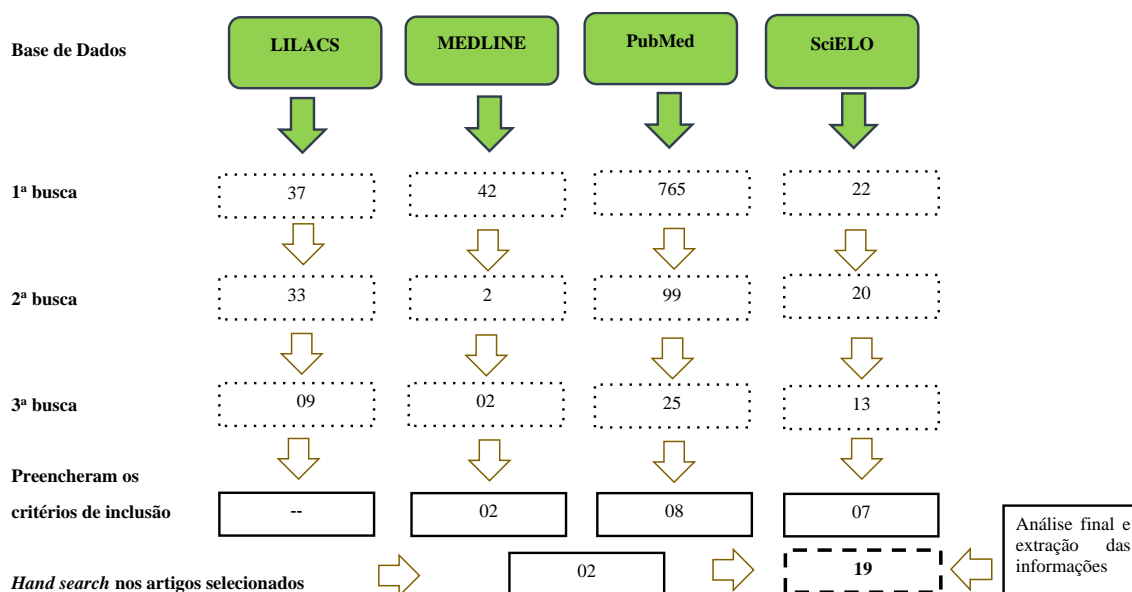 Base de Dados
LILACS
MEDLINE
PubMed
SciELO
1ª busca
37
42
765
22
2ª busca
33
2
99
20
3ª busca
09
02
25
13
Preencheram os
critérios de inclusão
--
02
08
07
Hand search nos artigos selecionados
02
19
Análise final e
extração das
informações